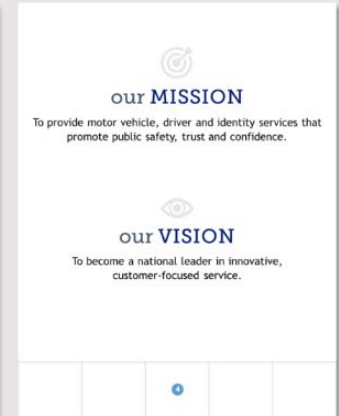 our MISSION
To provide motor vehicle, driver and identity services that
promote public safety, trust and confidence.
our VISION
To become a national leader in innovative,
customer-focused service.
4